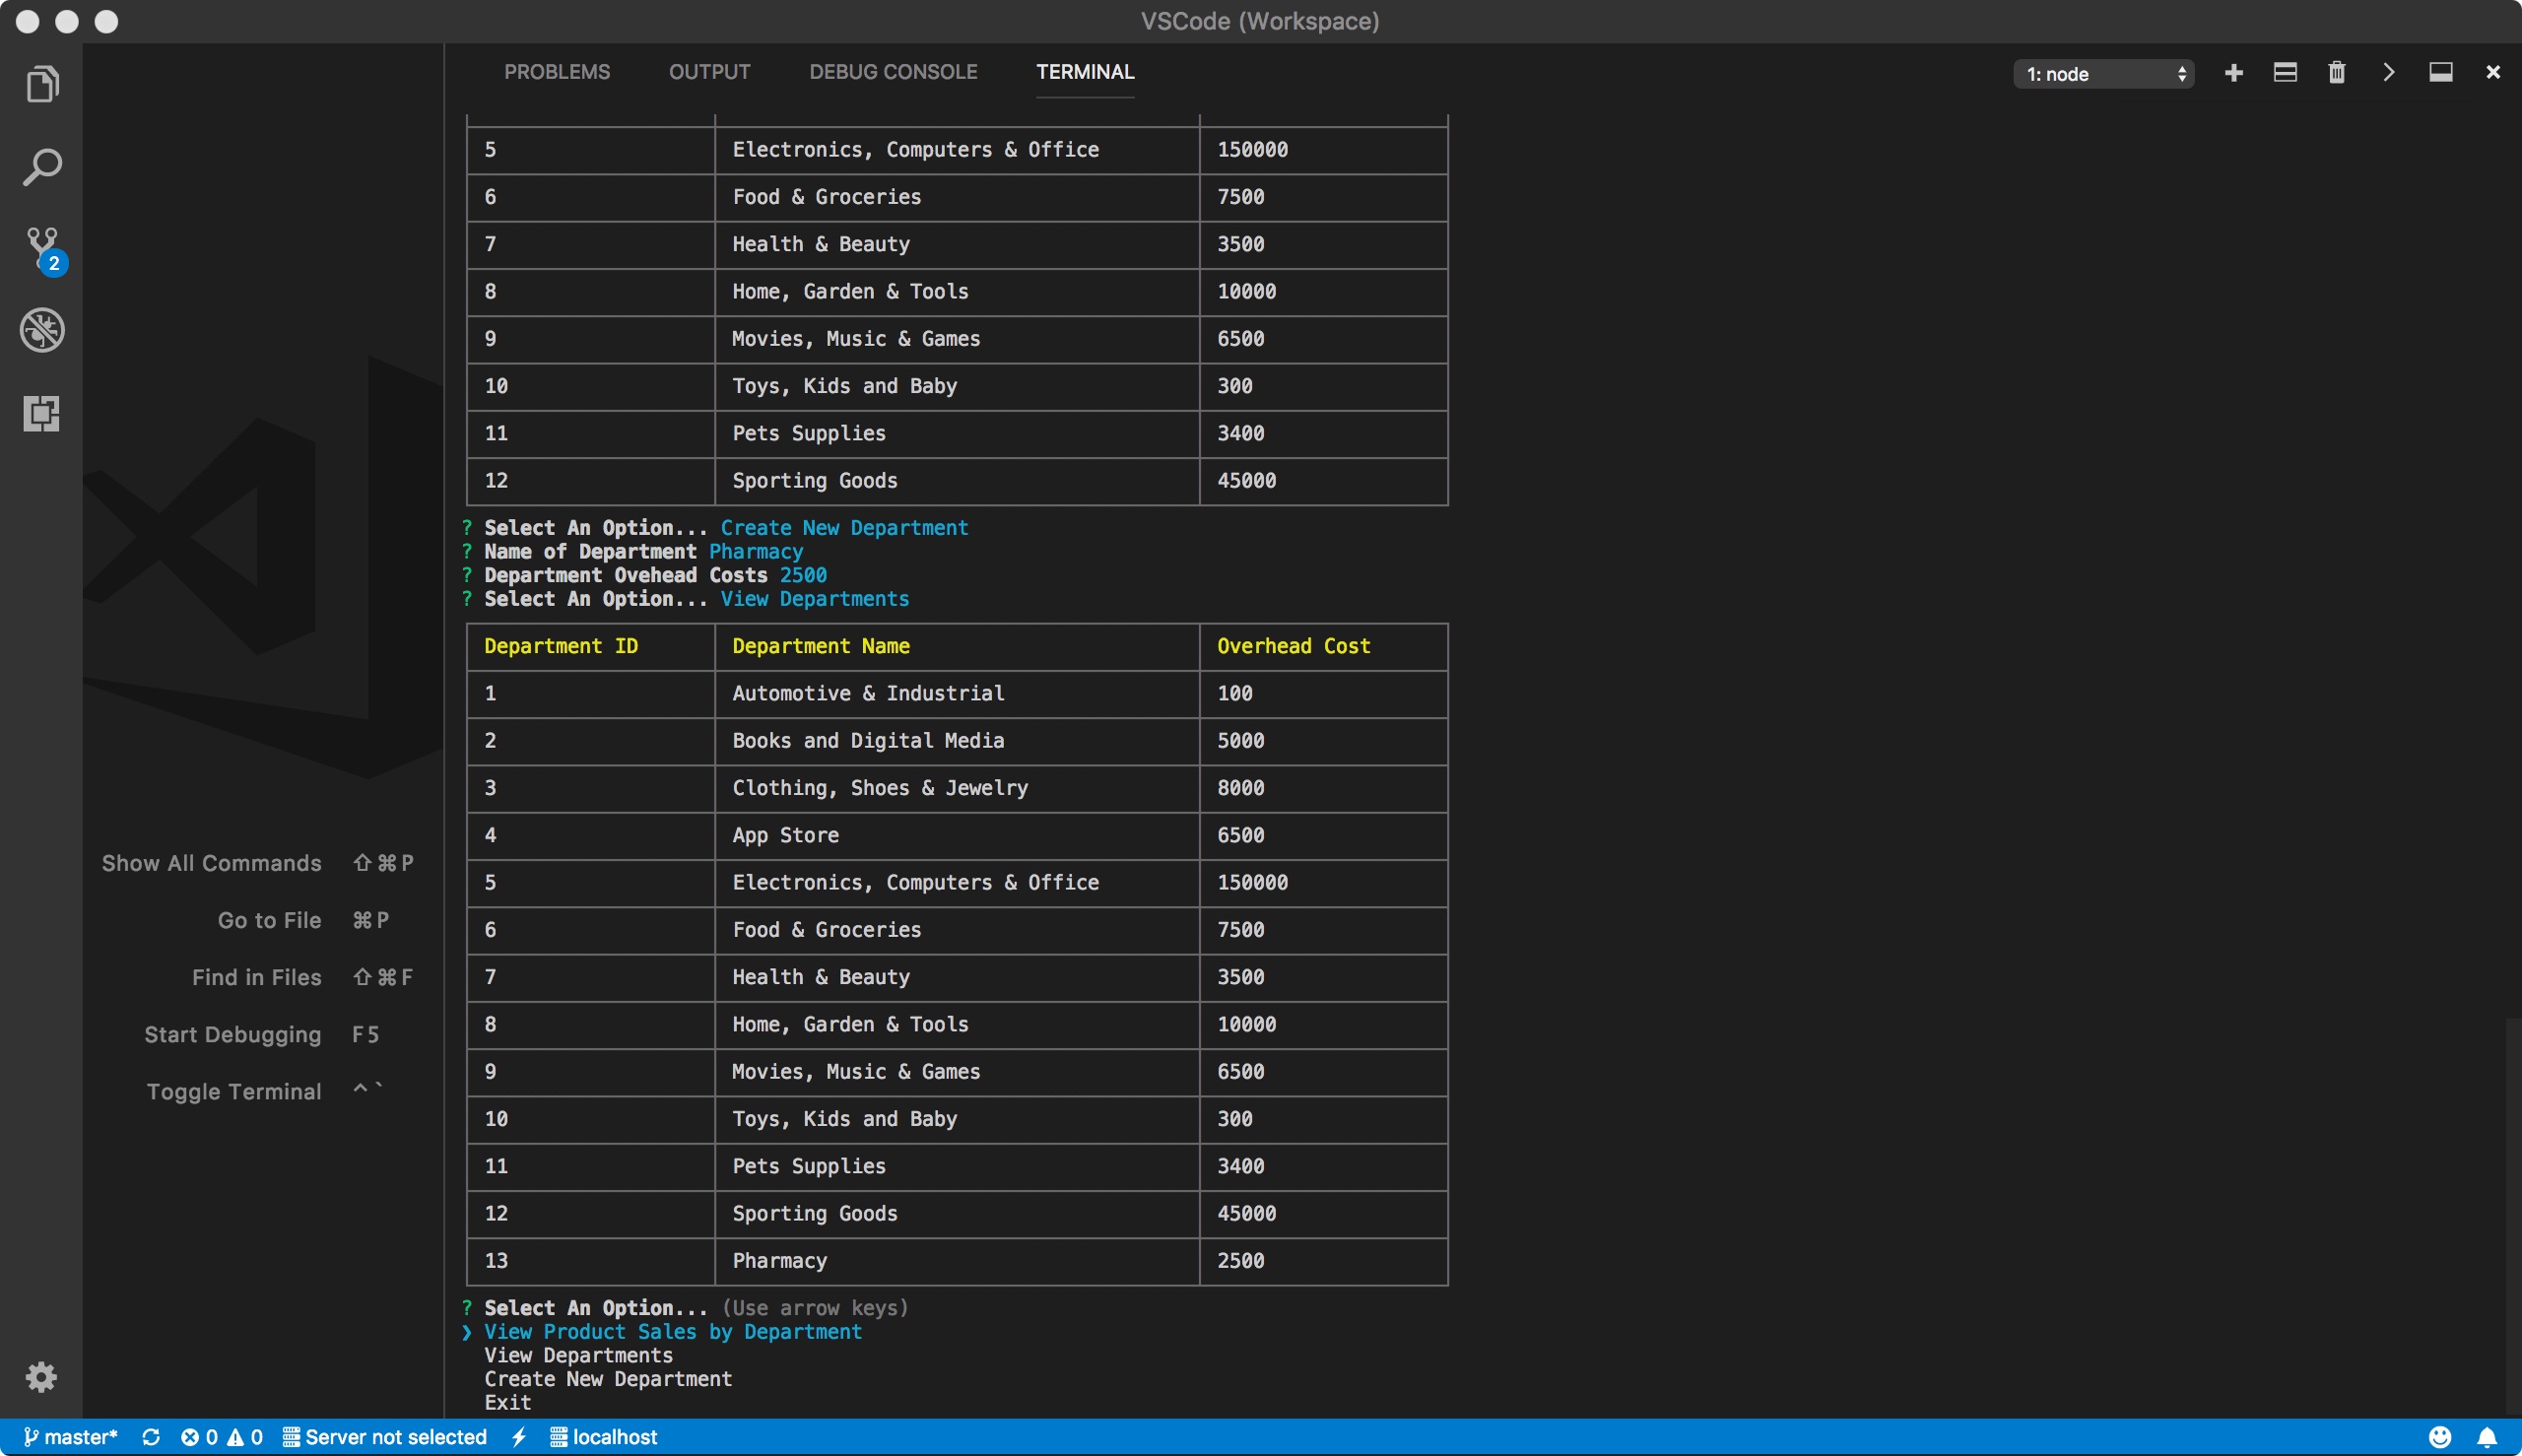 VSCode (Workspace)
PROBLEMS OUTPUT DEBUG CONSOLE TERMINAL 1: node
2
5 Electronics, Computers & Office 150000
6 Food & Groceries 7500
7 Health & Beauty 3500
8 Home, Garden & Tools 10000
9 Movies, Music & Games 6500
10 Toys, Kids and Baby 300
11 Pets Supplies 3400
12 Sporting Goods 45000
? Select An Option... Create New Department
? Name of Department Pharmacy
? Department Ovehead Costs 2500
? Select An Option... View Departments
Department ID Department Name Overhead Cost
1 Automotive & Industrial 100
2 Books and Digital Media 5000
3 Clothing, Shoes & Jewelry 8000
4 App Store 6500
5 Electronics, Computers & Office 150000
6 Food & Groceries 7500
7 Health & Beauty 3500
8 Home, Garden & Tools 10000
9 Movies, Music & Games 6500
10 Toys, Kids and Baby 300
11 Pets Supplies 3400
12 Sporting Goods 45000
13 Pharmacy 2500
? Select An Option... (Use arrow keys)
❯ View Product Sales by Department
View Departments
Create New Department
Exit
Show All Commands ⇧⌘P
Go to File ⌘P
Find in Files ⇧⌘F
Start Debugging F5
Toggle Terminal ^`
master* 0 0 Server not selected localhost